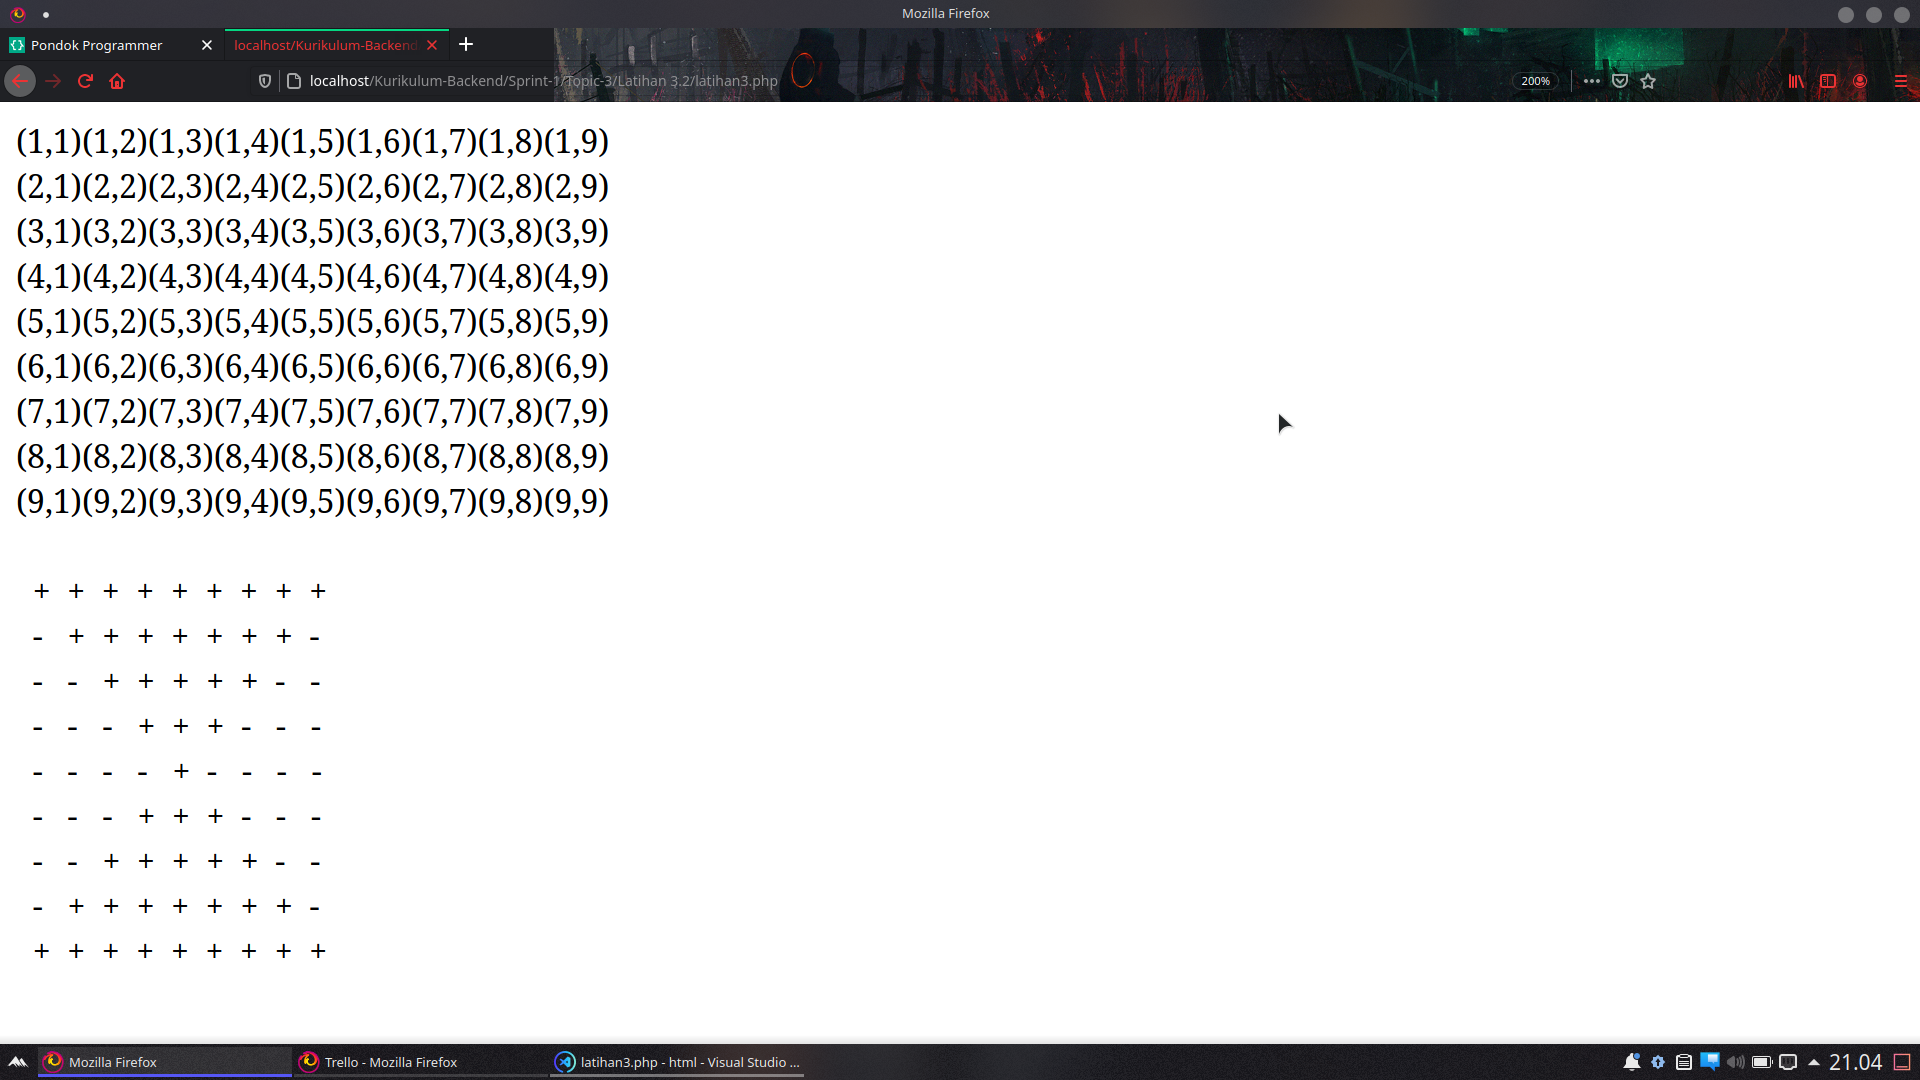 Mozilla Firefox
Pondok Programmer
localhost/Kurikulum-Backend
localhost/Kurikulum-Backend/Sprint-1/Topic-3/Latihan 3.2/latihan3.php
200%
(1,1)(1,2)(1,3)(1,4)(1,5)(1,6)(1,7)(1,8)(1,9)
(2,1)(2,2)(2,3)(2,4)(2,5)(2,6)(2,7)(2,8)(2,9)
(3,1)(3,2)(3,3)(3,4)(3,5)(3,6)(3,7)(3,8)(3,9)
(4,1)(4,2)(4,3)(4,4)(4,5)(4,6)(4,7)(4,8)(4,9)
(5,1)(5,2)(5,3)(5,4)(5,5)(5,6)(5,7)(5,8)(5,9)
(6,1)(6,2)(6,3)(6,4)(6,5)(6,6)(6,7)(6,8)(6,9)
(7,1)(7,2)(7,3)(7,4)(7,5)(7,6)(7,7)(7,8)(7,9)
(8,1)(8,2)(8,3)(8,4)(8,5)(8,6)(8,7)(8,8)(8,9)
(9,1)(9,2)(9,3)(9,4)(9,5)(9,6)(9,7)(9,8)(9,9)
+ + + + + + + + +
- + + + + + + + -
- - + + + + + - -
- - - + + + - - -
- - - - + - - - -
- - - + + + - - -
- - + + + + + - -
- + + + + + + + -
+ + + + + + + + +
Mozilla Firefox
Trello - Mozilla Firefox
latihan3.php - html - Visual Studio ...
21.04